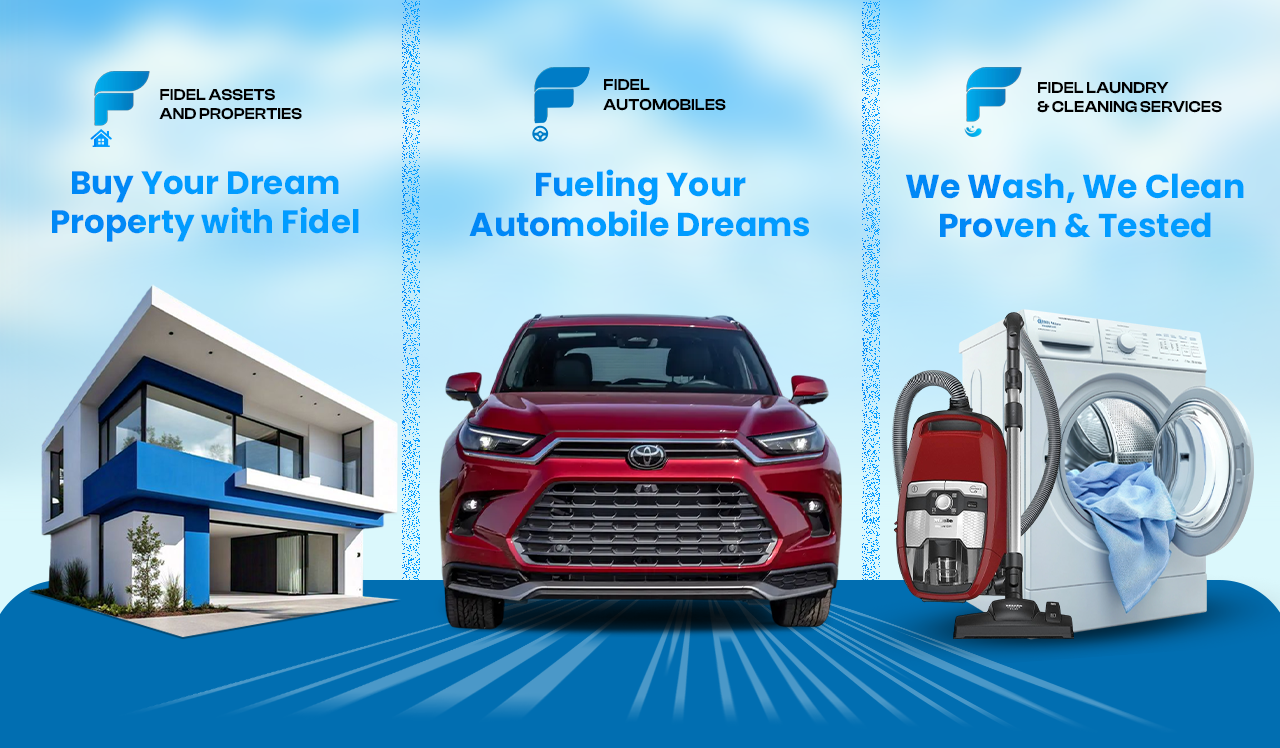 FIDEL ASSETS
AND PROPERTIES
Buy Your Dream
Property with Fidel
FIDEL
AUTOMOBILES
Fueling Your
Automobile Dreams
FIDEL LAUNDRY
& CLEANING SERVICES
We Wash, We Clean
Proven & Tested